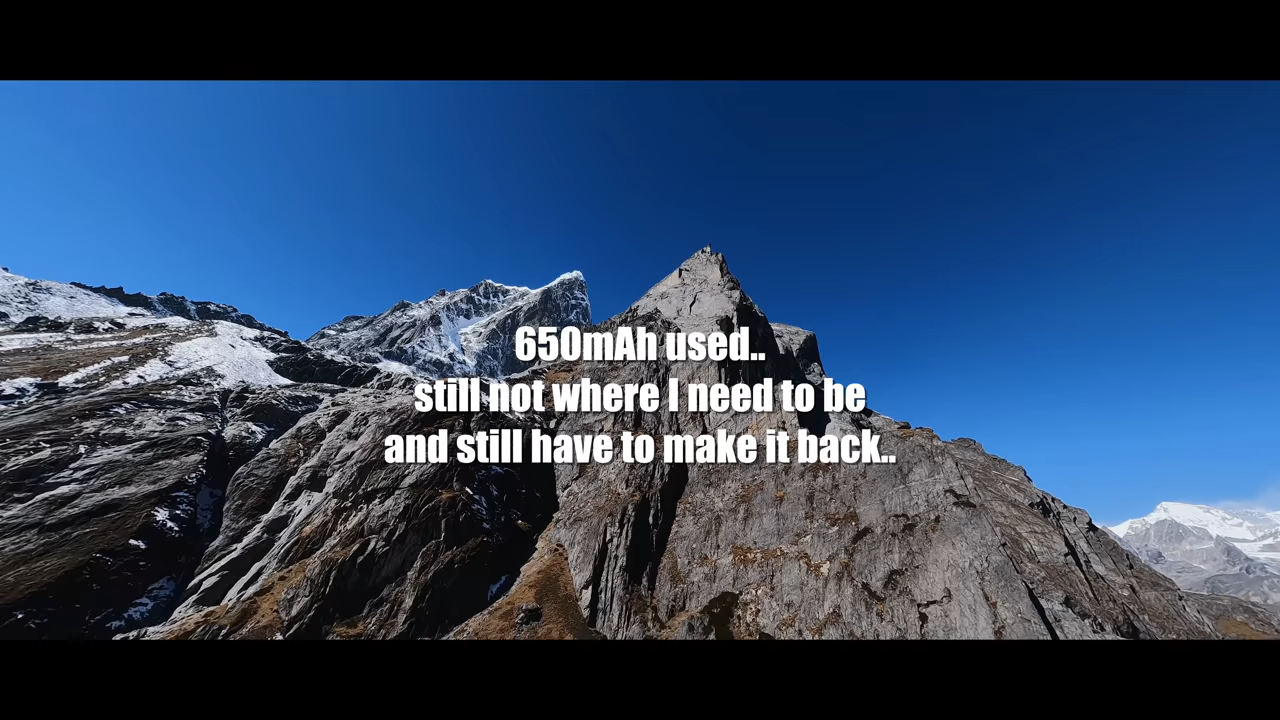 650mAh used..
still not where I need to be
and still have to make it back..